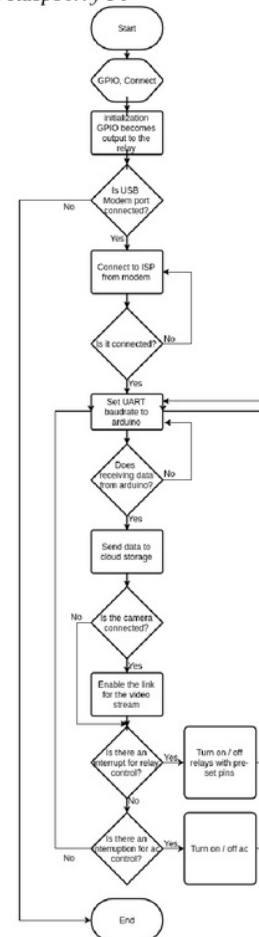 Start
GPIO, Connect
Initialization
GPIO becomes
output to the
relay
Is USB
Modem port
connected?
No
Yes
Connect to ISP
from modem
Is it connected?
No
Yes
Set UART
baudrate to
arduino
Does
receiving data
from arduino?
No
Yes
Send data to
cloud storage
Is the camera
connected?
No
Yes
Enable the link
for the video
stream
Is there an
interrupt for relay
control?
Yes
Turn on / off
relays with pre-
set pins
No
Is there an
interruption for ac
control?
Yes
Turn on / off ac
No
End